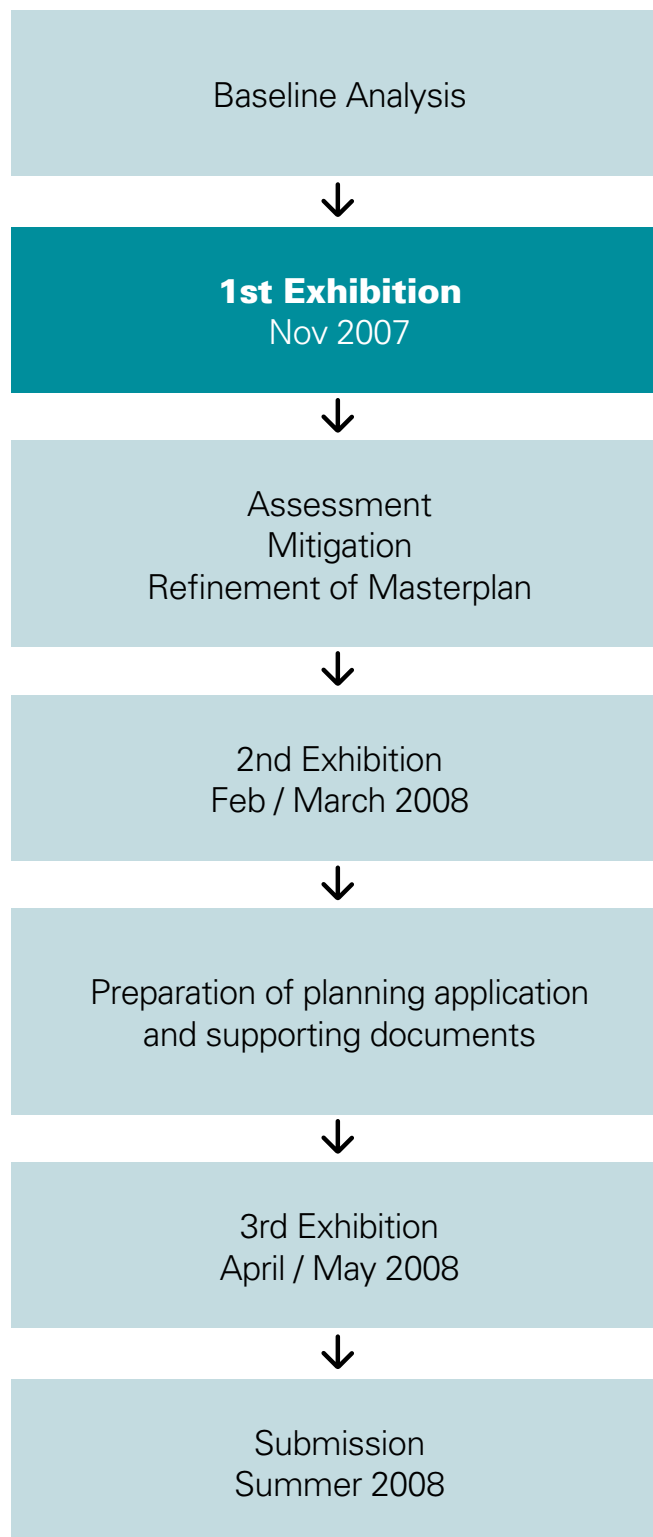 Baseline Analysis
1st Exhibition
Nov 2007
Assessment
Mitigation
Refinement of Masterplan
2nd Exhibition
Feb / March 2008
Preparation of planning application
and supporting documents
3rd Exhibition
April / May 2008
Submission
Summer 2008